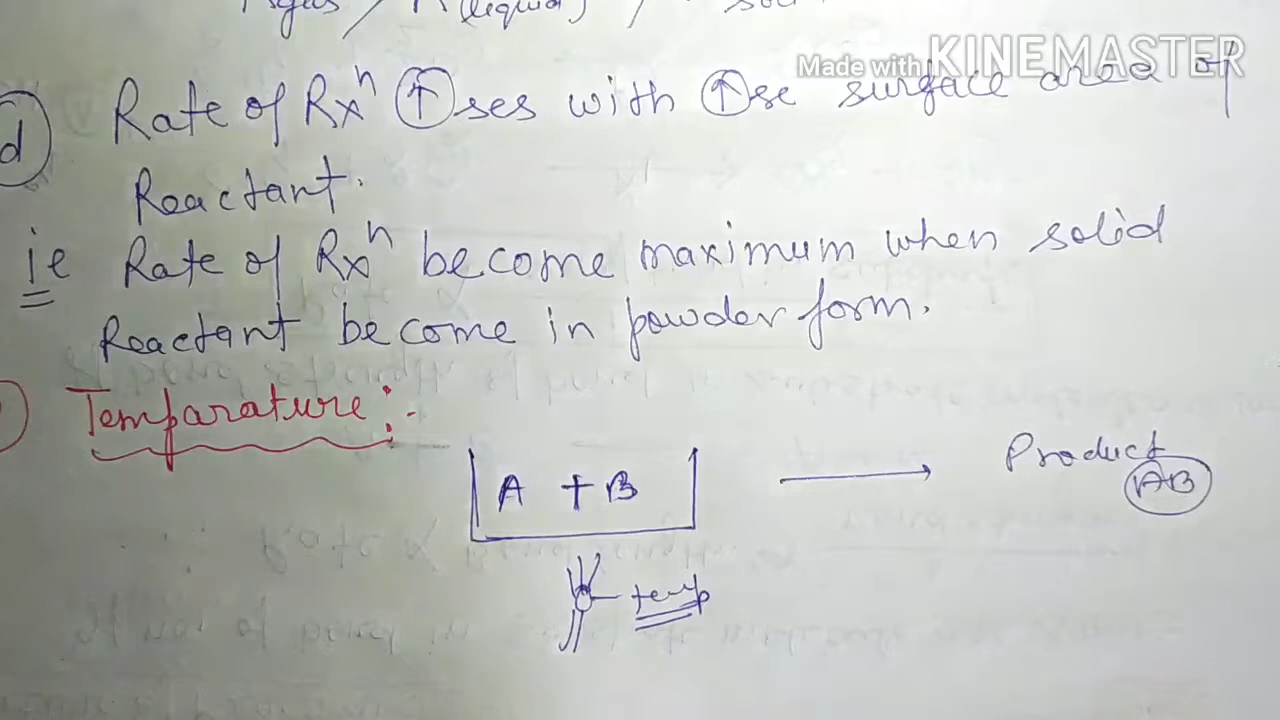 (liquid) /
Made with KINEMASTER
d Rate of Rxⁿ ↑ses with ↑se surface area of
Reactant.
ie Rate of Rxⁿ become maximum when solid
Reactant become in powder form.
Temparature:-
A + B → Product
AB
temp